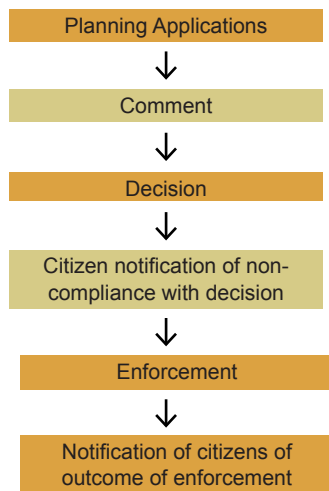 Planning Applications
Comment
Decision
Citizen notification of non-
compliance with decision
Enforcement
Notification of citizens of
outcome of enforcement